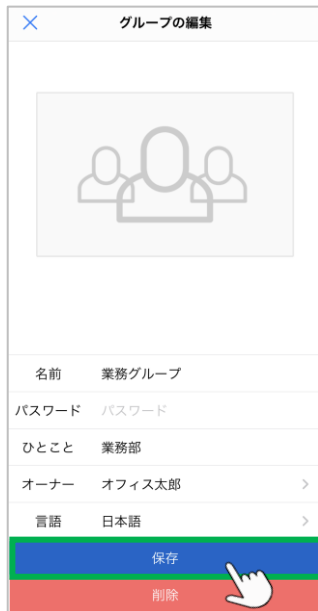 グループの編集
名前 業務グループ
パスワード パスワード
ひとこと 業務部
オーナー オフィス太郎
言語 日本語
保存
削除